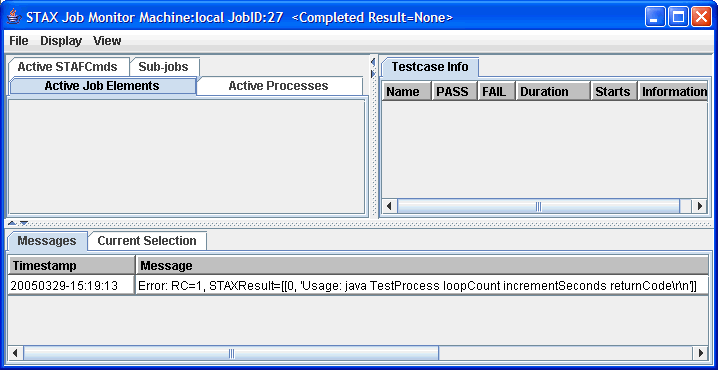 STAX Job Monitor Machine:local JobID:27 <Completed Result=None>
File Display View
Active STAFCmds Sub-jobs
Active Job Elements Active Processes
Testcase Info
Name PASS FAIL Duration Starts Information
Messages Current Selection
Timestamp Message
20050329-15:19:13 Error: RC=1, STAXResult=[[0, 'Usage: java TestProcess loopCount incrementSeconds returnCode\r\n']]